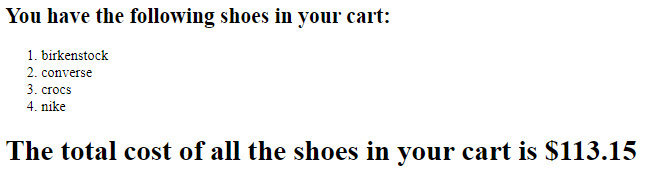 You have the following shoes in your cart:
1. birkenstock
2. converse
3. crocs
4. nike
The total cost of all the shoes in your cart is $113.15